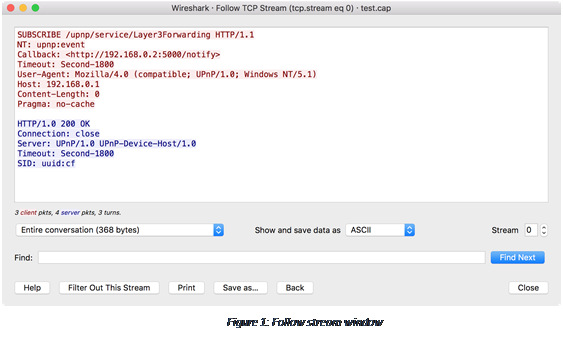 Wireshark · Follow TCP Stream (tcp.stream eq 0) · test.cap
SUBSCRIBE /upnp/service/Layer3Forwarding HTTP/1.1
NT: upnp:event
Callback: <http://192.168.0.2:5000/notify>
Timeout: Second-1800
User-Agent: Mozilla/4.0 (compatible; UPnP/1.0; Windows NT/5.1)
Host: 192.168.0.1
Content-Length: 0
Pragma: no-cache
HTTP/1.0 200 OK
Connection: close
Server: UPnP/1.0 UPnP-Device-Host/1.0
Timeout: Second-1800
SID: uuid:cf
3 client pkts, 4 server pkts, 3 turns.
Entire conversation (368 bytes) Show and save data as ASCII Stream 0
Find: Find Next
Help Filter Out This Stream Print Save as... Back Close
Figure 1: Follow stream window